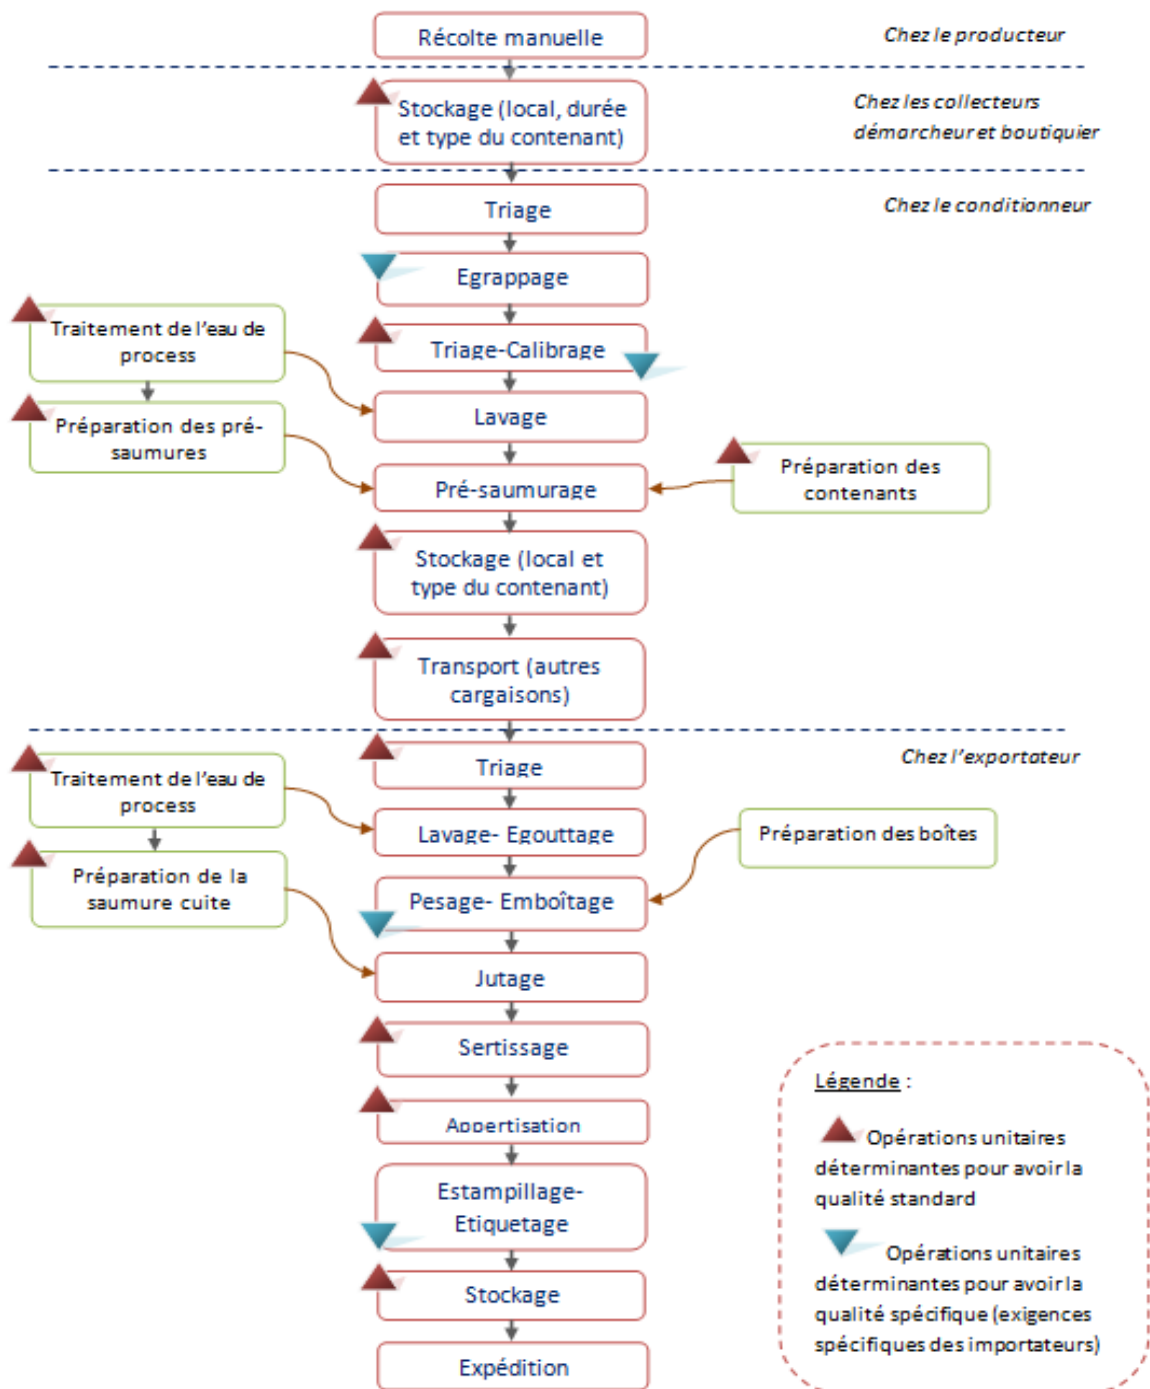 Récolte manuelle
Chez le producteur
Stockage (local, durée
et type du contenant)
Chez les collecteurs
démarcheur et boutiquier
Triage
Chez le conditionneur
Egrappage
Traitement de l'eau de
process
Triage-Calibrage
Préparation des pré-
saumures
Lavage
Pré-saumurage
Préparation des
contenants
Stockage (local et
type du contenant)
Transport (autres
cargaisons)
Chez l'exportateur
Triage
Traitement de l'eau de
process
Lavage- Egouttage
Préparation des boîtes
Préparation de la
saumure cuite
Pesage- Emboîtage
Jutage
Sertissage
Appertisation
Estampillage-
Etiquetage
Stockage
Expédition
Légende :
Opérations unitaires
déterminantes pour avoir la
qualité standard
Opérations unitaires
déterminantes pour avoir la
qualité spécifique (exigences
spécifiques des importateurs)